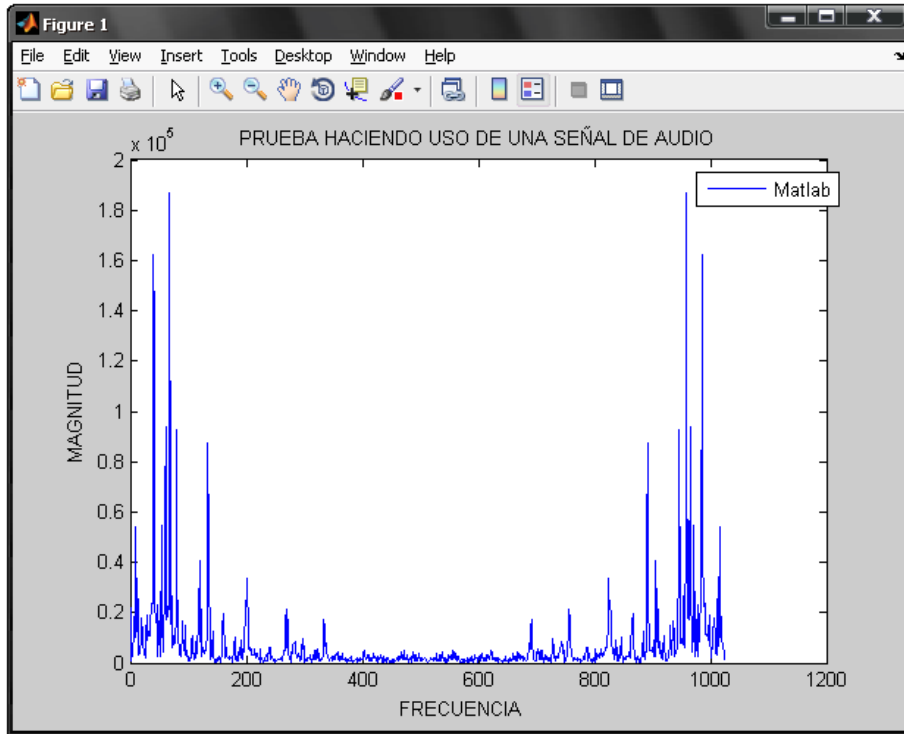 Figure 1
File Edit View Insert Tools Desktop Window Help
x 10^5
PRUEBA HACIENDO USO DE UNA SEÑAL DE AUDIO
Matlab
2
1.8
1.6
1.4
1.2
1
0.8
0.6
0.4
0.2
0
MAGNITUD
0 200 400 600 800 1000 1200
FRECUENCIA